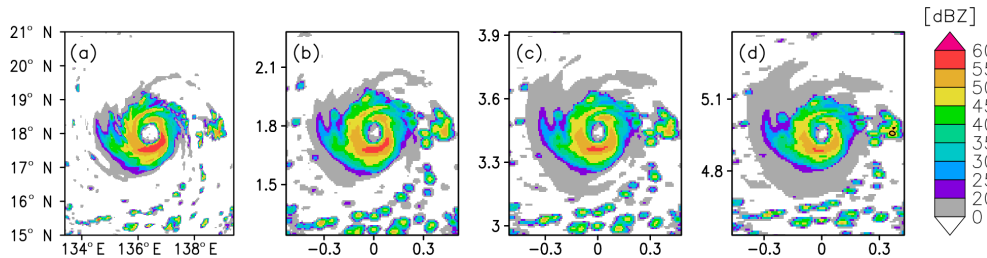 [dBZ]
(a)
(b)
(c)
(d)
21° N
20° N
19° N
18° N
17° N
16° N
15° N
134° E
136° E
138° E
2.1
1.8
1.5
−0.3
0
0.3
3.9
3.6
3.3
3
−0.3
0
0.3
5.1
4.8
−0.3
0
0.3
60
55
50
45
40
35
30
25
20
0